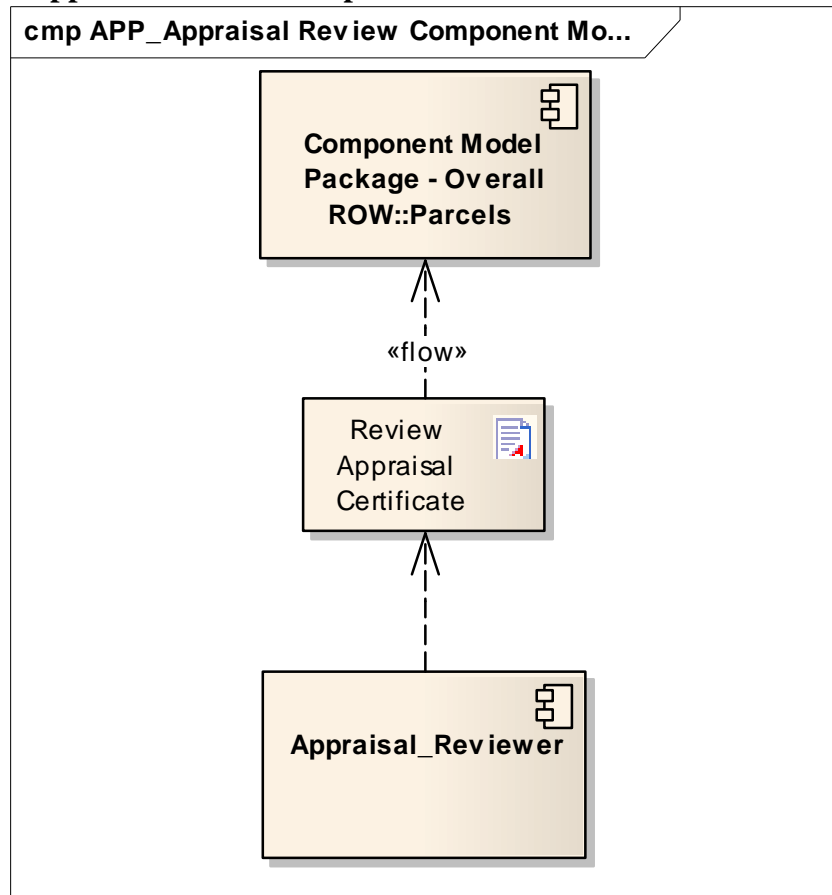 cmp APP_Appraisal Review Component Mo...
Component Model
Package - Overall
ROW::Parcels
«flow»
Review
Appraisal
Certificate
Appraisal_Reviewer